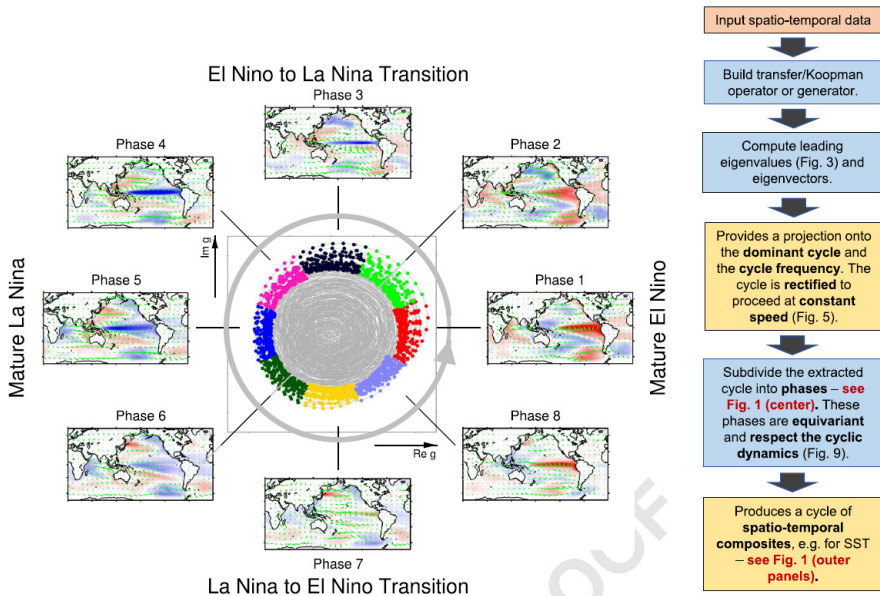 El Nino to La Nina Transition
Phase 3
Phase 4
Phase 2
Mature La Nina
Im g
Phase 5
Phase 1
Mature El Nino
Phase 6
Phase 8
Re g
Phase 7
La Nina to El Nino Transition
Input spatio-temporal data
Build transfer/Koopman
operator or generator.
Compute leading
eigenvalues (Fig. 3) and
eigenvectors.
Provides a projection onto
the dominant cycle and
the cycle frequency. The
cycle is rectified to
proceed at constant
speed (Fig. 5).
Subdivide the extracted
cycle into phases – see
Fig. 1 (center). These
phases are equivariant
and respect the cyclic
dynamics (Fig. 9).
Produces a cycle of
spatio-temporal
composites, e.g. for SST
– see Fig. 1 (outer
panels).